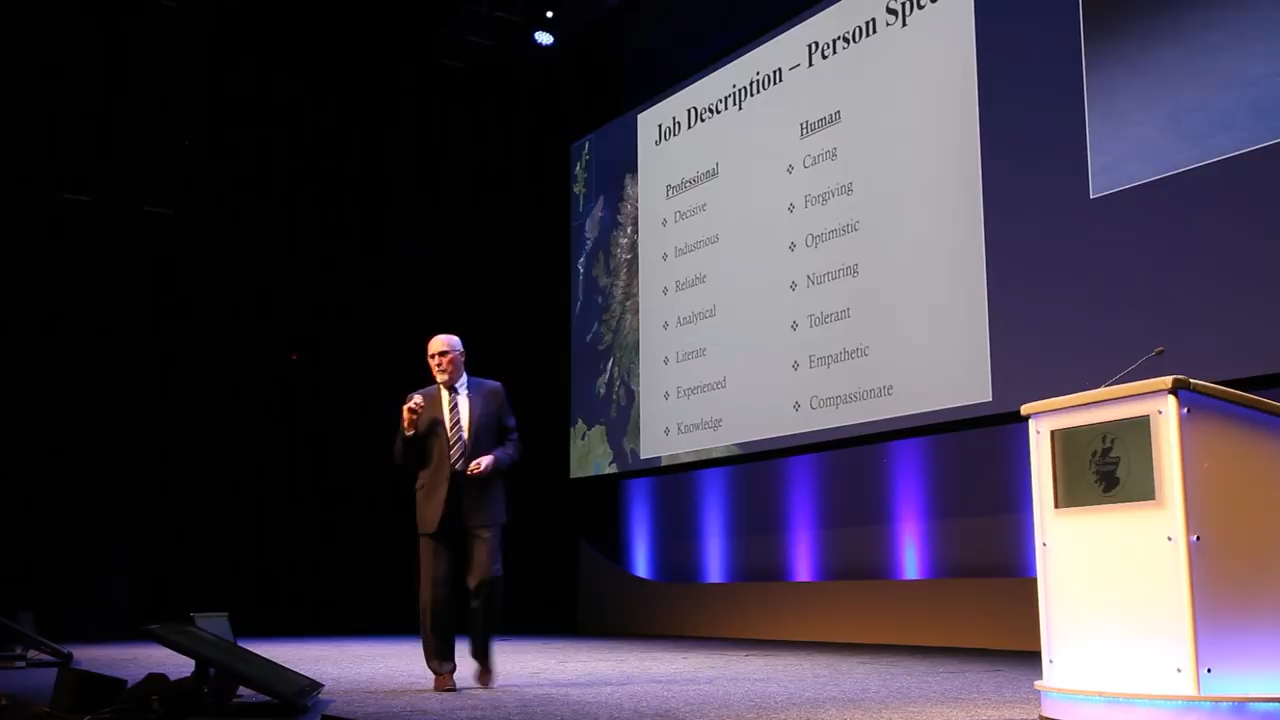 Job Description – Person Spec
Professional
❖ Decisive
❖ Industrious
❖ Reliable
❖ Analytical
❖ Literate
❖ Experienced
❖ Knowledge
Human
❖ Caring
❖ Forgiving
❖ Optimistic
❖ Nurturing
❖ Tolerant
❖ Empathetic
❖ Compassionate